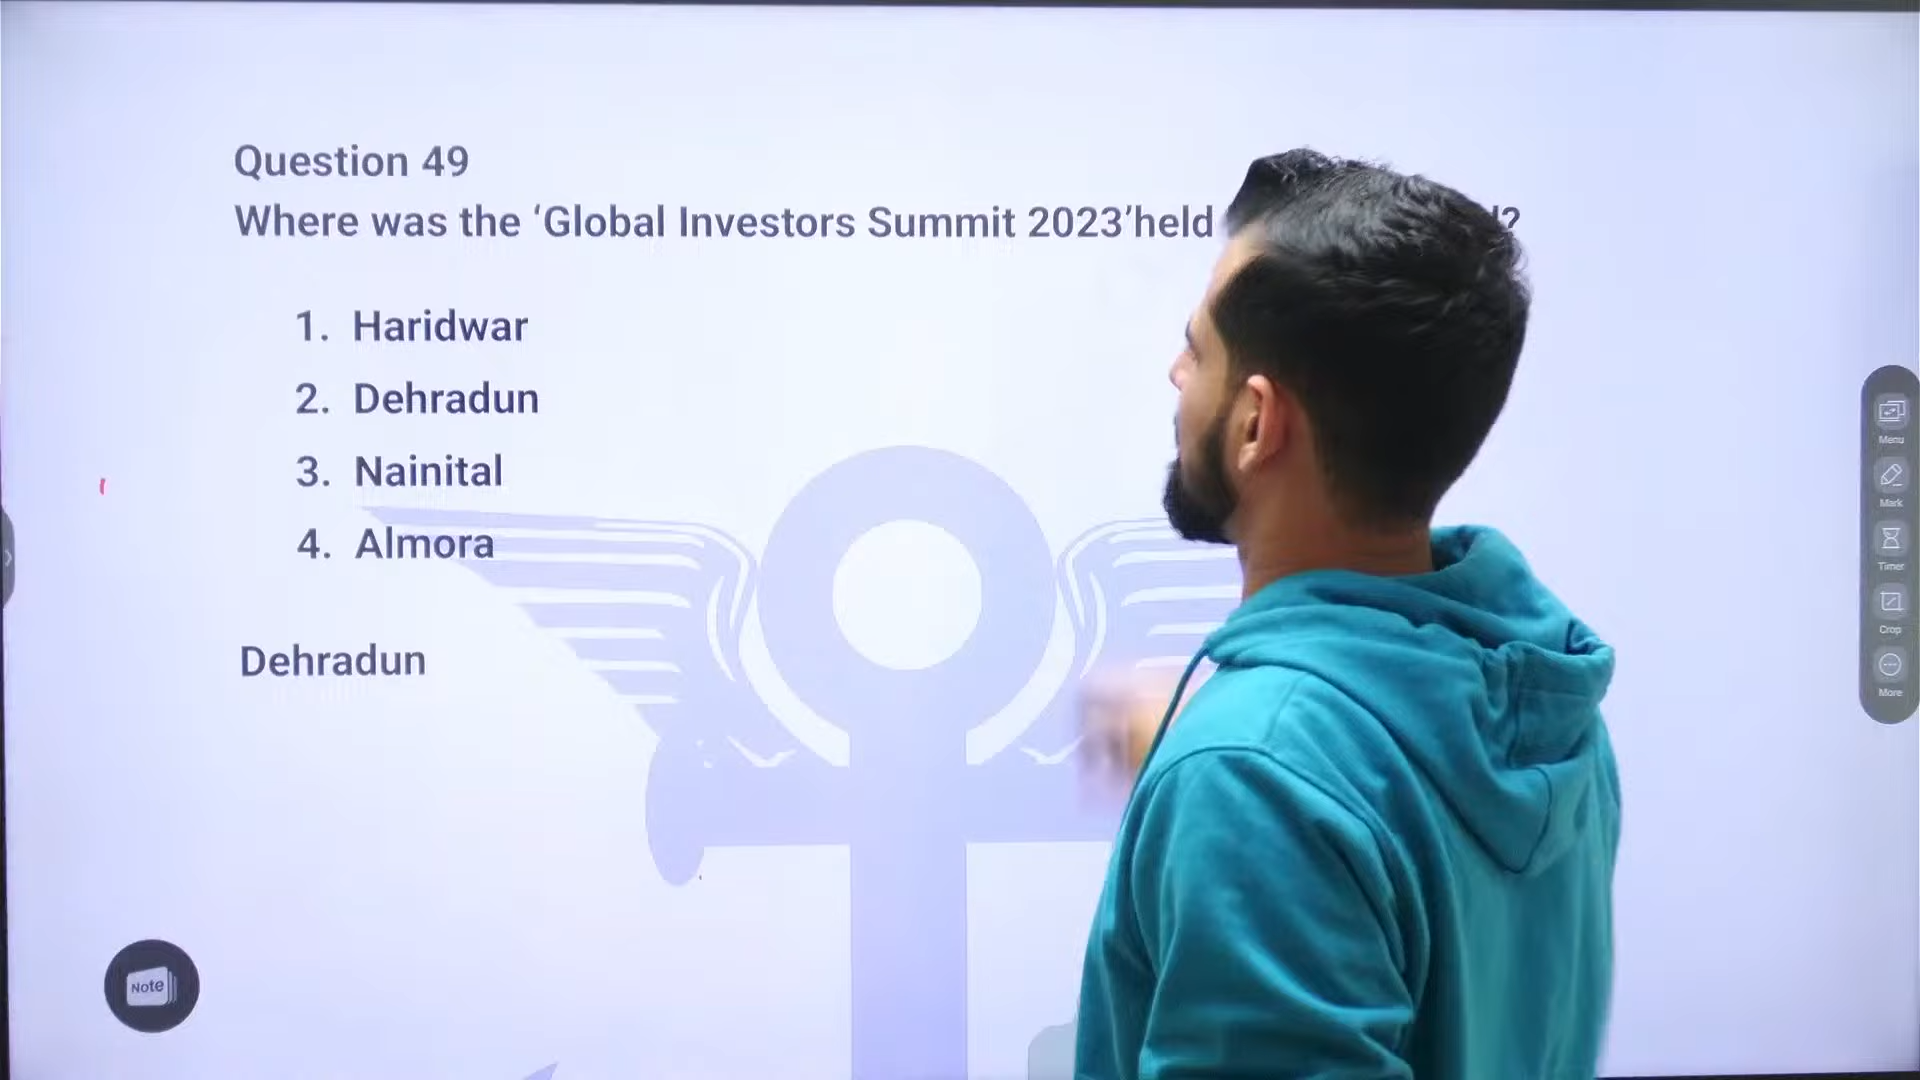 Question 49
Where was the ‘Global Investors Summit 2023’held ?
1. Haridwar
2. Dehradun
3. Nainital
4. Almora
Dehradun
Menu
Mark
Timer
Crop
More
Note